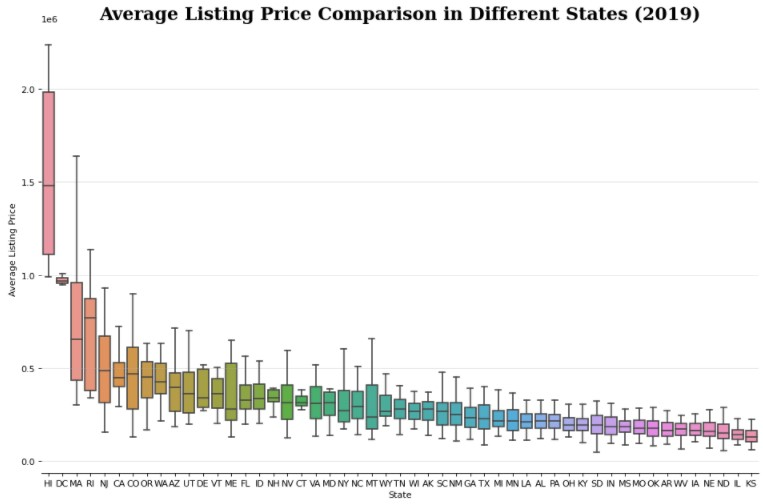 Average Listing Price Comparison in Different States (2019)
1e6
2.0
1.5
1.0
0.5
0.0
Average Listing Price
HI DC MA RI NJ CA CO OR WA AZ UT DE VT ME FL ID NH NV CT VA MD NY NC MT WY TN WI AK SC NM GA TX MI MN LA AL PA OH KY SD IN MS MO OK AR WV IA NE ND IL KS
State